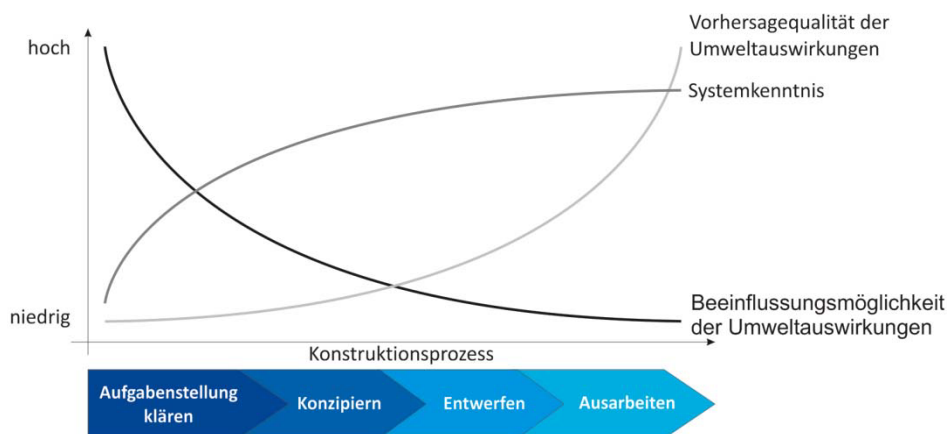 hoch
Vorhersagequalität der
Umweltauswirkungen
Systemkenntnis
niedrig
Beeinflussungsmöglichkeit
der Umweltauswirkungen
Konstruktionsprozess
Aufgabenstellung
klären
Konzipiern
Entwerfen
Ausarbeiten